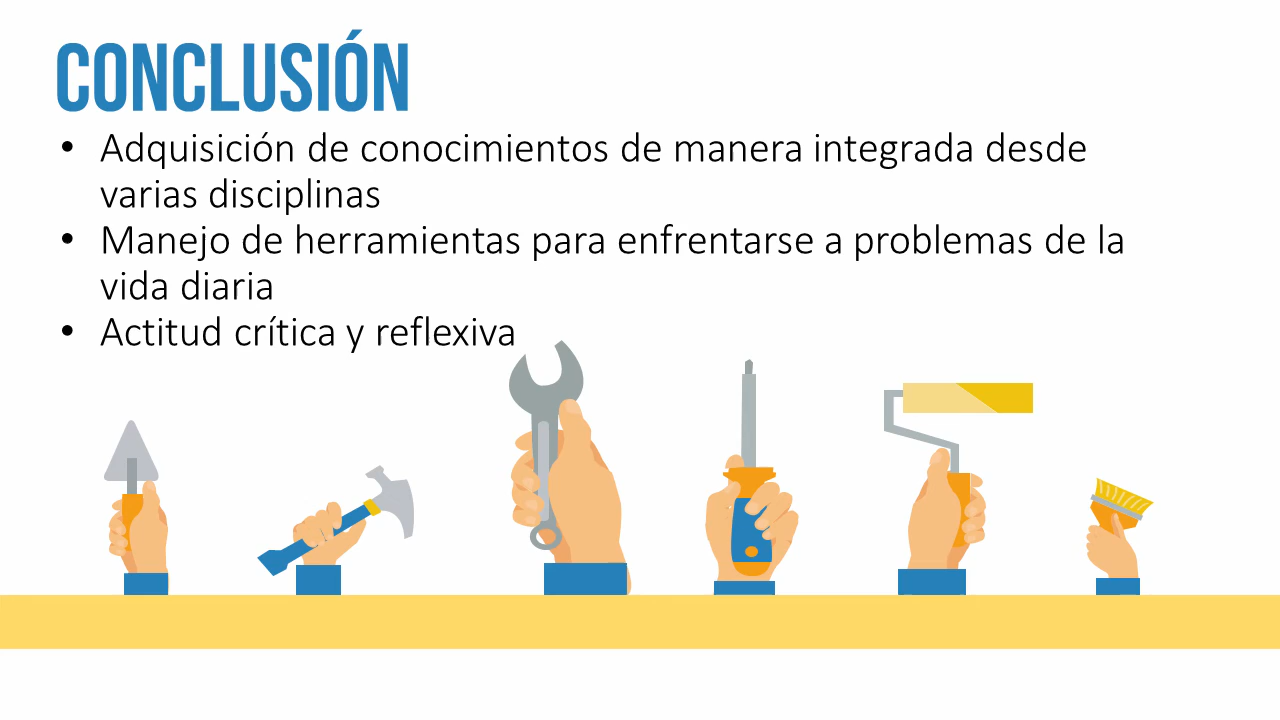 CONCLUSIÓN
• Adquisición de conocimientos de manera integrada desde
varias disciplinas
• Manejo de herramientas para enfrentarse a problemas de la
vida diaria
• Actitud crítica y reflexiva